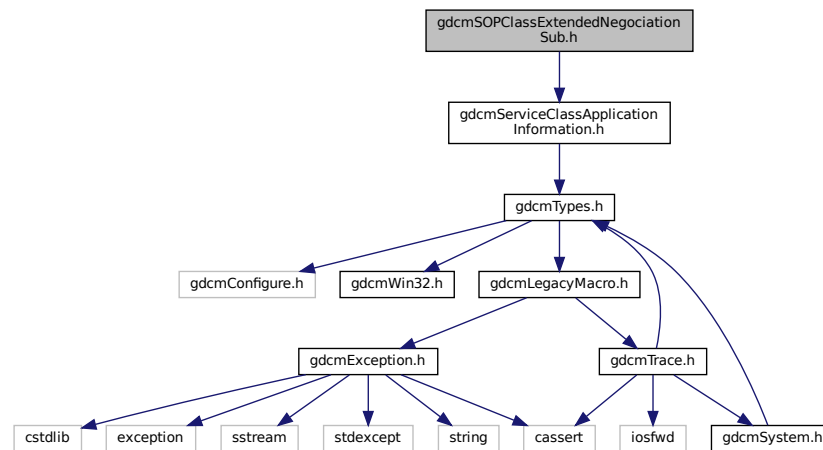 gdcmSOPClassExtendedNegociation
Sub.h
gdcmServiceClassApplication
Information.h
gdcmTypes.h
gdcmConfigure.h
gdcmWin32.h
gdcmLegacyMacro.h
gdcmException.h
gdcmTrace.h
cstdlib
exception
sstream
stdexcept
string
cassert
iosfwd
gdcmSystem.h